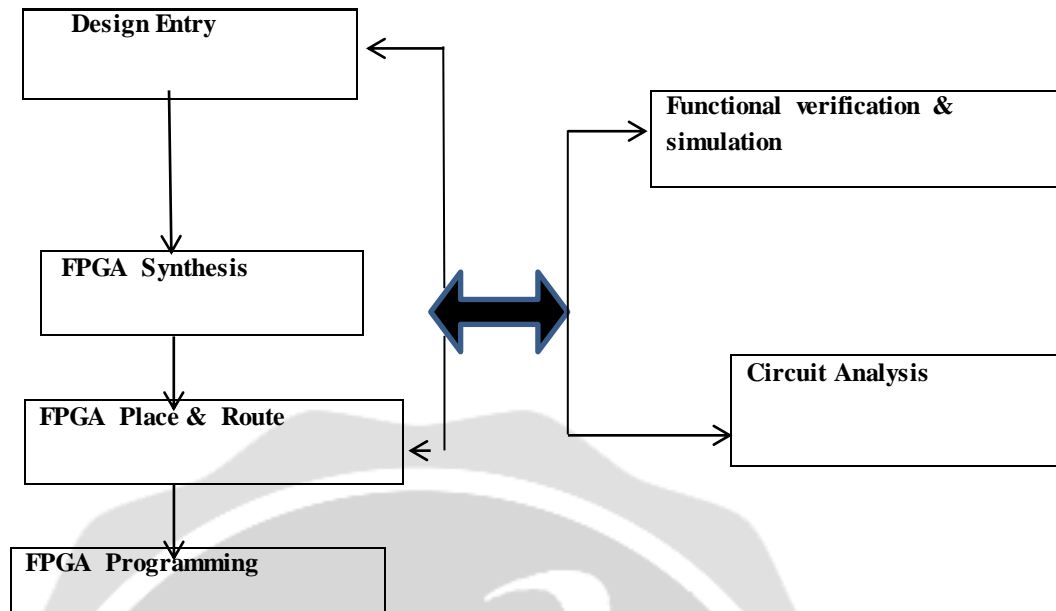 Design Entry
Functional verification &
simulation
FPGA Synthesis
Circuit Analysis
FPGA Place & Route
FPGA Programming